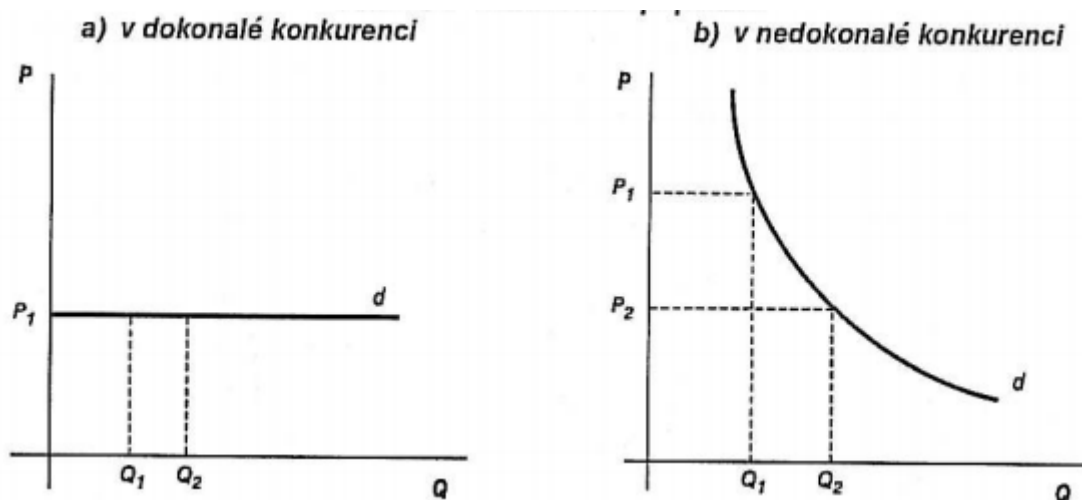 a) v dokonalé konkurenci
P
P1
d
Q1 Q2 Q
b) v nedokonalé konkurenci
P
P1
P2
d
Q1 Q2 Q